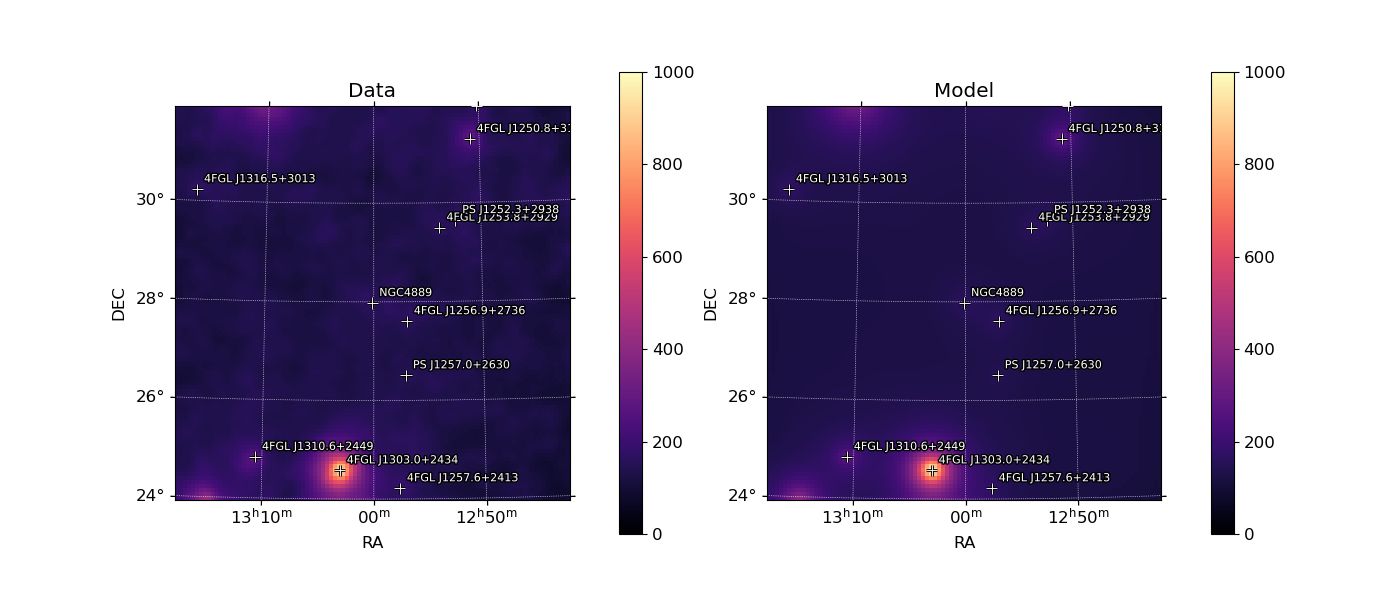 Data
Model
1000
800
600
400
200
0
1000
800
600
400
200
0
4FGL J1250.8+31
4FGL J1316.5+3013
PS J1252.3+2938
4FGL J1253.8+2929
NGC4889
4FGL J1256.9+2736
PS J1257.0+2630
4FGL J1310.6+2449
4FGL J1303.0+2434
4FGL J1257.6+2413
30°
28°
26°
24°
DEC
13h10m
00m
12h50m
RA
4FGL J1250.8+31
4FGL J1316.5+3013
PS J1252.3+2938
4FGL J1253.8+2929
NGC4889
4FGL J1256.9+2736
PS J1257.0+2630
4FGL J1310.6+2449
4FGL J1303.0+2434
4FGL J1257.6+2413
30°
28°
26°
24°
DEC
13h10m
00m
12h50m
RA